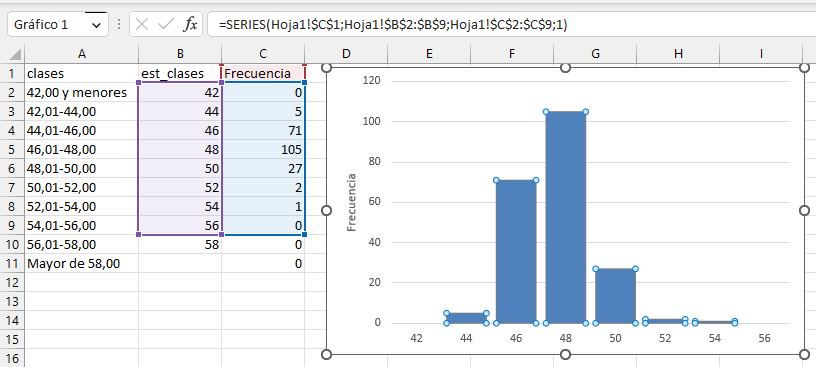 Gráfico 1 fx =SERIES(Hoja1!$C$1;Hoja1!$B$2:$B$9;Hoja1!$C$2:$C$9;1)
A B C D E F G H I
1 clases est_clases Frecuencia
2 42,00 y menores 42 0
3 42,01-44,00 44 5
4 44,01-46,00 46 71
5 46,01-48,00 48 105
6 48,01-50,00 50 27
7 50,01-52,00 52 2
8 52,01-54,00 54 1
9 54,01-56,00 56 0
10 56,01-58,00 58 0
11 Mayor de 58,00 0
12
13
14
15
16
120
100
80
60
40
20
0
Frecuencia
42 44 46 48 50 52 54 56